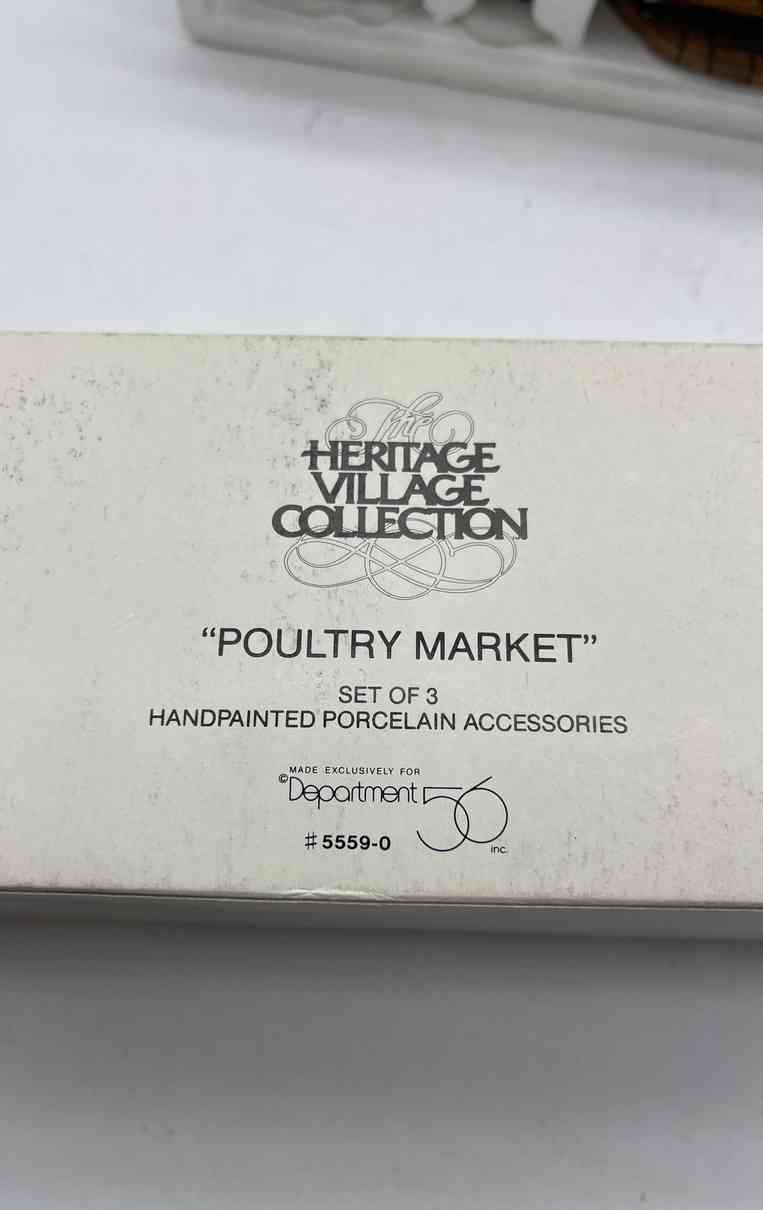 The
HERITAGE
VILLAGE
COLLECTION
“POULTRY MARKET”
SET OF 3
HANDPAINTED PORCELAIN ACCESSORIES
MADE EXCLUSIVELY FOR
©Department 56 inc.
#5559-0